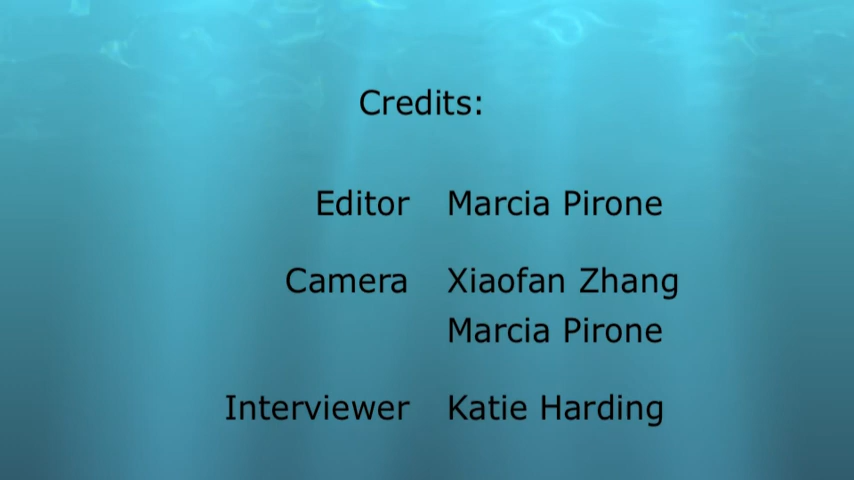 Credits:
Editor Marcia Pirone
Camera Xiaofan Zhang
Marcia Pirone
Interviewer Katie Harding